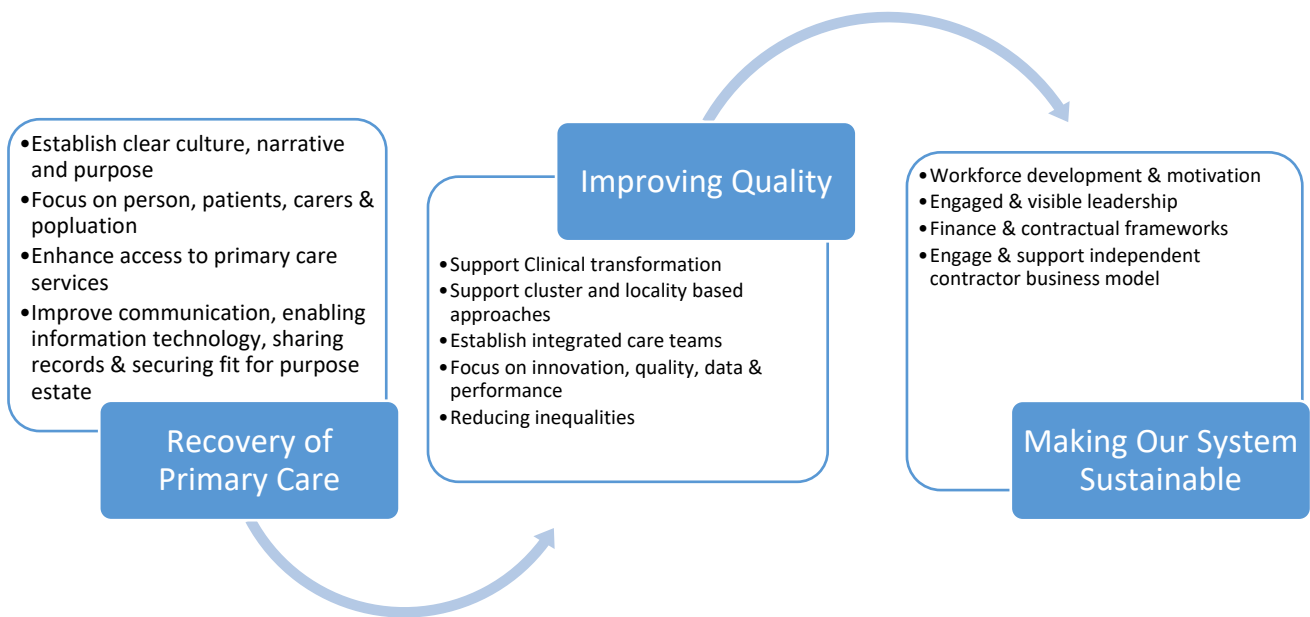 •Establish clear culture, narrative
and purpose
•Focus on person, patients, carers &
popluation
•Enhance access to primary care
services
•Improve communication, enabling
information technology, sharing
records & securing fit for purpose
estate
Recovery of
Primary Care
Improving Quality
•Support Clinical transformation
•Support cluster and locality based
approaches
•Establish integrated care teams
•Focus on innovation, quality, data &
performance
•Reducing inequalities
•Workforce development & motivation
•Engaged & visible leadership
•Finance & contractual frameworks
•Engage & support independent
contractor business model
Making Our System
Sustainable